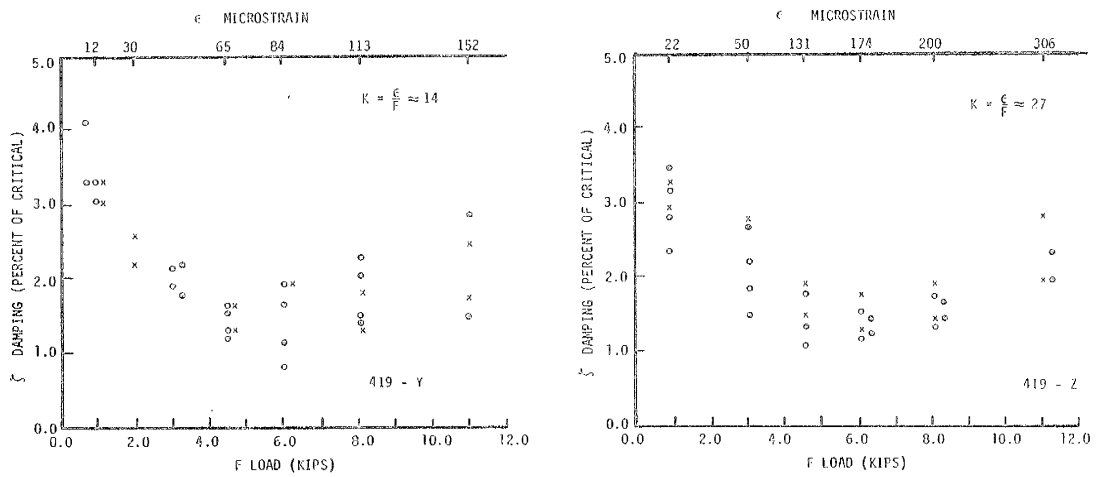 ϵ MICROSTRAIN
12 30 65 84 113 152
5.0
4.0
3.0
2.0
1.0
0.0
ζ DAMPING (PERCENT OF CRITICAL)
K = ϵ/F ≈ 14
419 - Y
0.0 2.0 4.0 6.0 8.0 10.0 12.0
F LOAD (KIPS)
ϵ MICROSTRAIN
22 50 131 174 200 306
5.0
4.0
3.0
2.0
1.0
0.0
ζ DAMPING (PERCENT OF CRITICAL)
K = ϵ/F ≈ 27
419 - Z
0.0 2.0 4.0 6.0 8.0 10.0 12.0
F LOAD (KIPS)